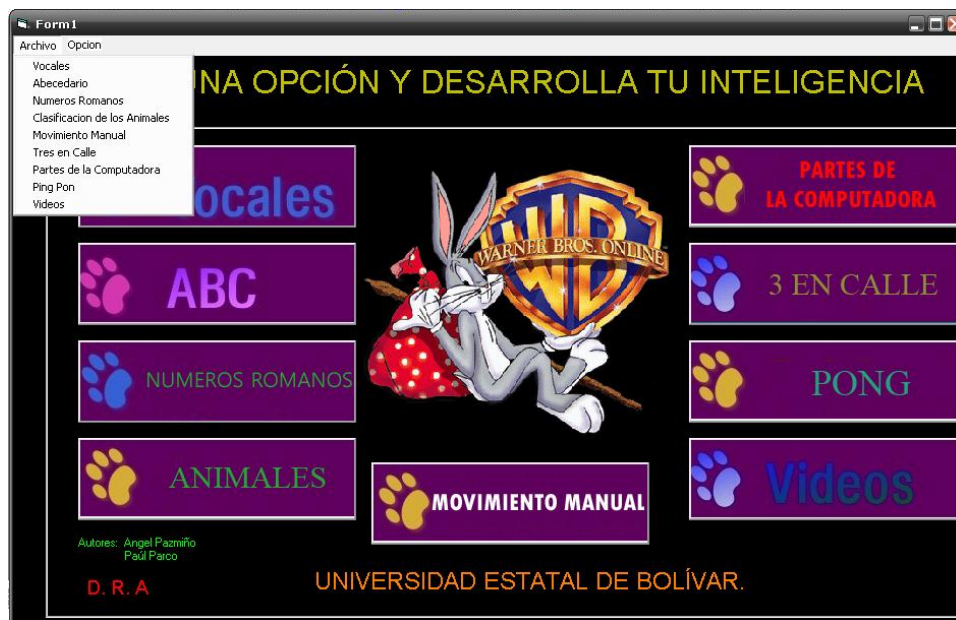 Form1
Archivo Opcion
Vocales
Abecedario
Numeros Romanos
Clasificacion de los Animales
Movimiento Manual
Tres en Calle
Partes de la Computadora
Ping Pon
Videos
OPCIÓN Y DESARROLLA TU INTELIGENCIA
ABC
NUMEROS ROMANOS
ANIMALES
WARNER BROS. ONLINE
MOVIMIENTO MANUAL
PARTES DE
LA COMPUTADORA
3 EN CALLE
PONG
Videos
Autores: Angel Pazmiño
Paúl Parco
D. R. A
UNIVERSIDAD ESTATAL DE BOLÍVAR.